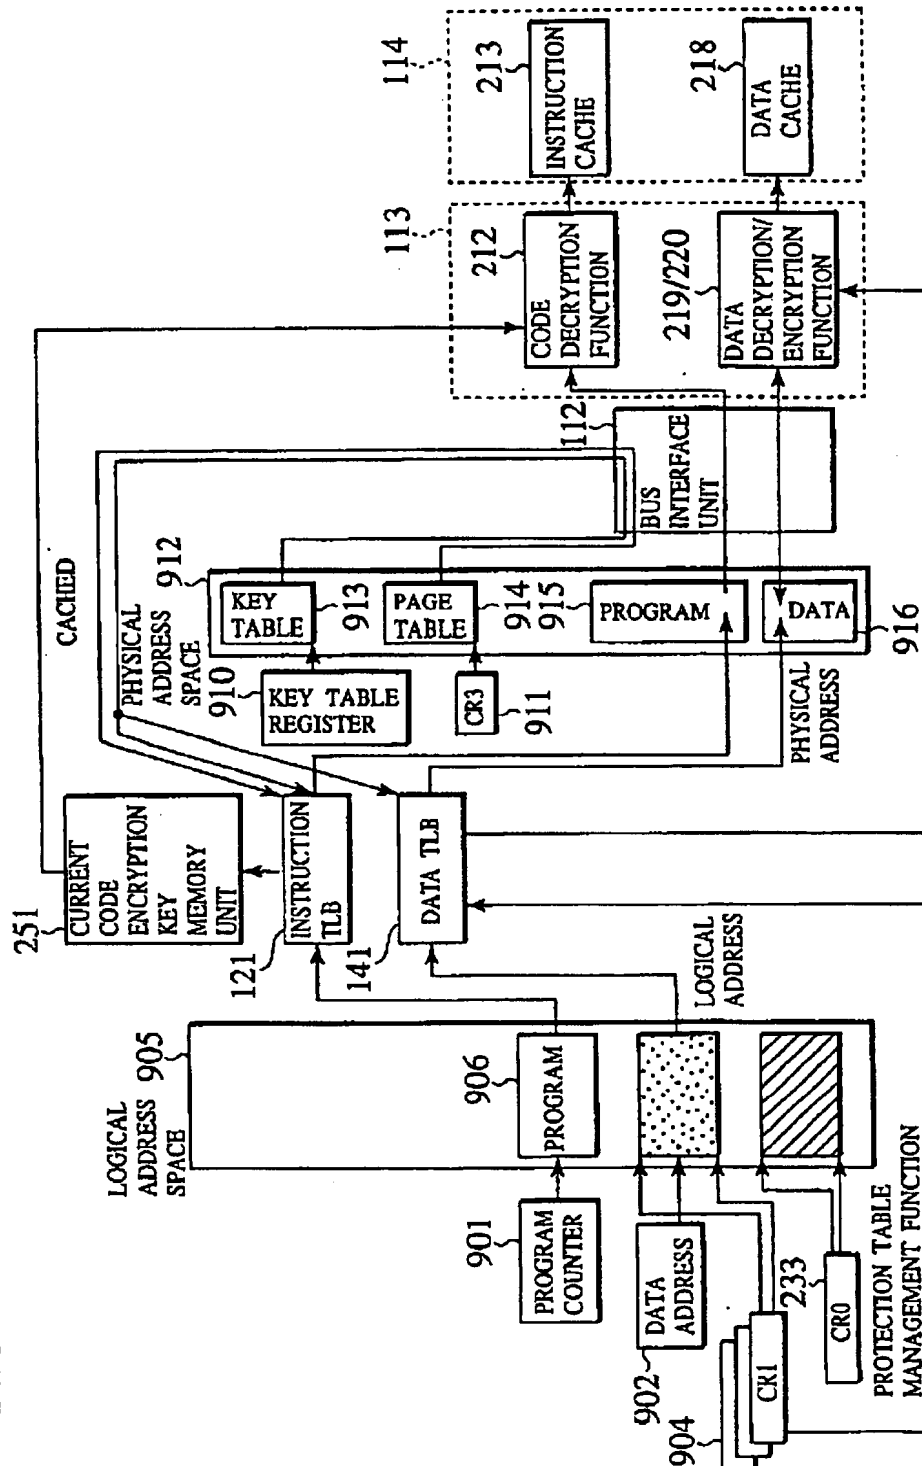 LOGICAL
ADDRESS
SPACE
905
901
PROGRAM
COUNTER
906
PROGRAM
902
DATA
ADDRESS
904
CR1
233
CR0
PROTECTION TABLE
MANAGEMENT FUNCTION
LOGICAL
ADDRESS
251
CURRENT
CODE
ENCRYPTION
KEY
MEMORY
UNIT
121
INSTRUCTION
TLB
141
DATA TLB
CACHED
PHYSICAL
ADDRESS
SPACE
910
KEY TABLE
REGISTER
CR3
911
PHYSICAL
ADDRESS
912
KEY
TABLE
913
PAGE
TABLE
914
915
PROGRAM
DATA
916
112
BUS
INTERFACE
UNIT
113
212
CODE
DECRYPTION
FUNCTION
219/220
DATA
DECRYPTION/
ENCRYPTION
FUNCTION
114
213
INSTRUCTION
CACHE
218
DATA
CACHE